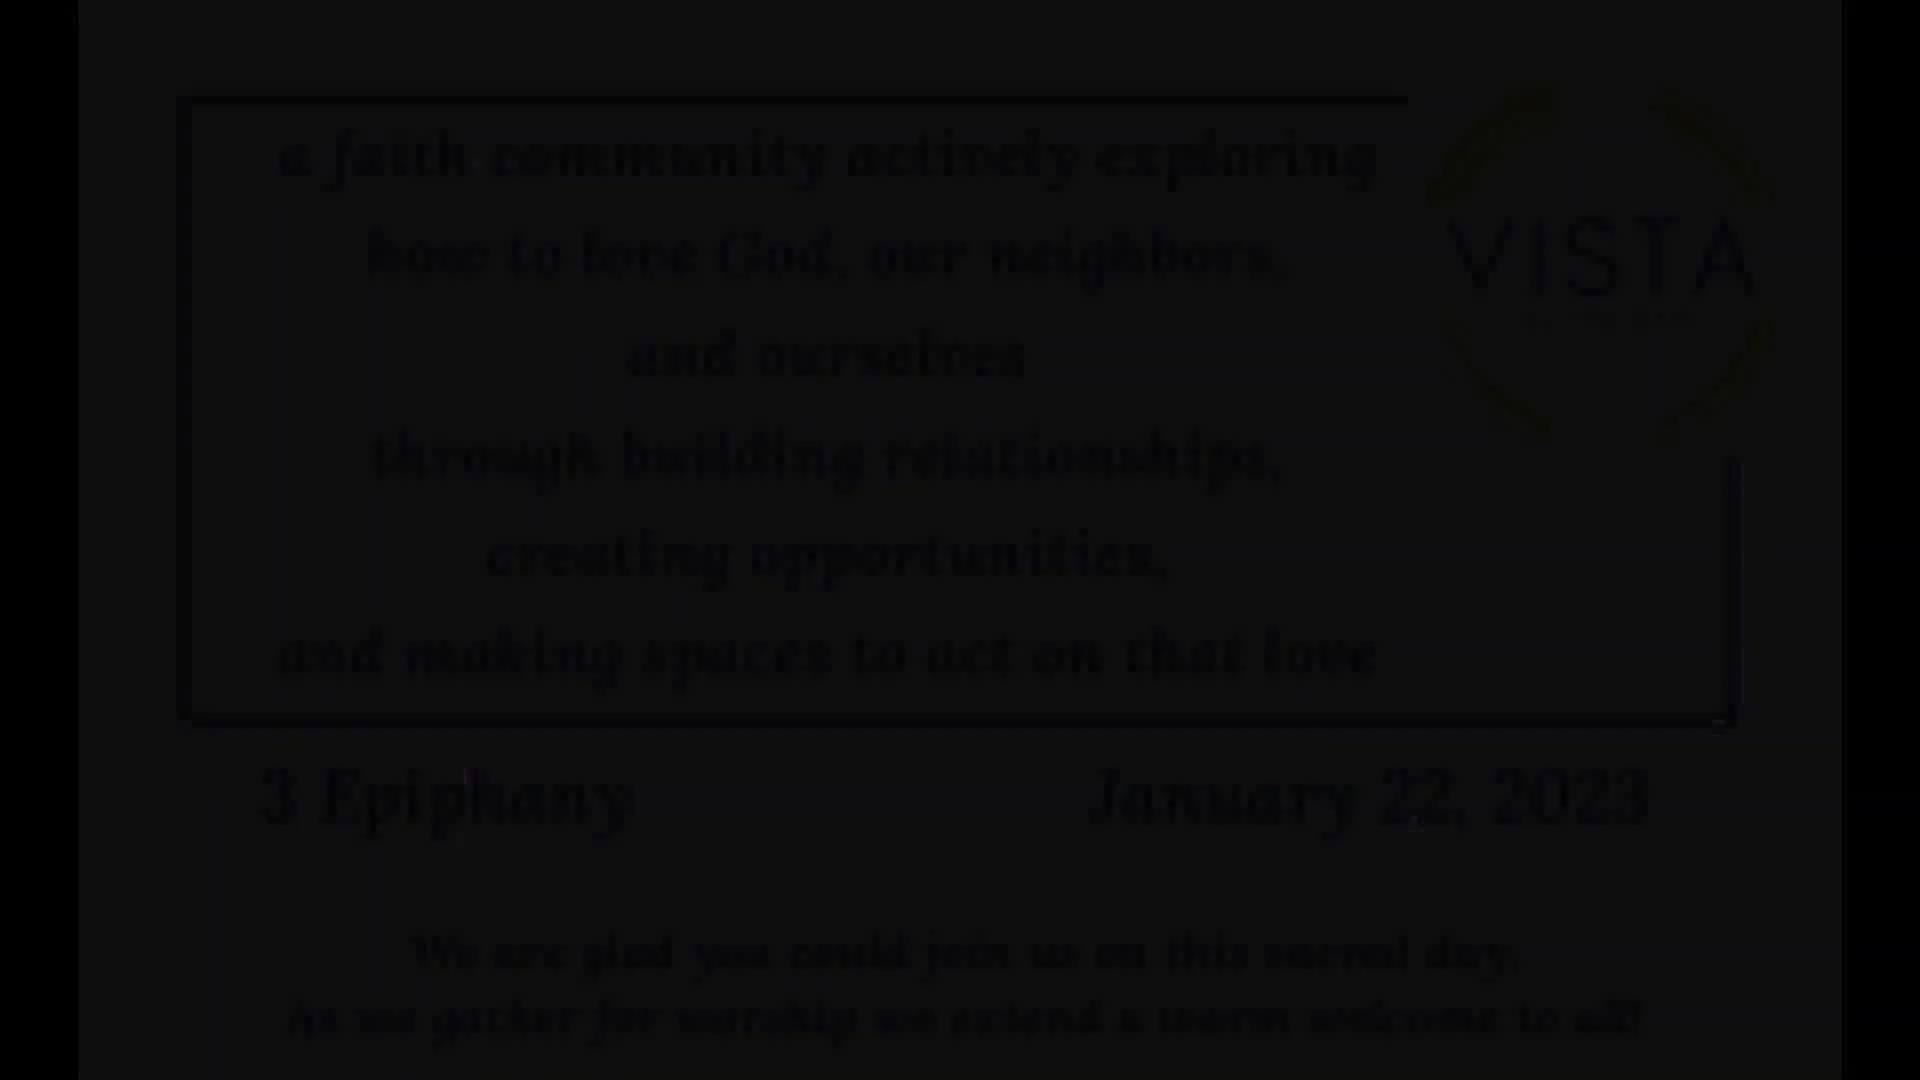 a faith community actively exploring
how to love God, our neighbors,
and ourselves
through building relationships,
creating opportunities,
and making spaces to act on that love
VISTA
3 Epiphany
January 22, 2023
We are glad you could join us on this sacred day.
As we gather for worship we extend a warm welcome to all!